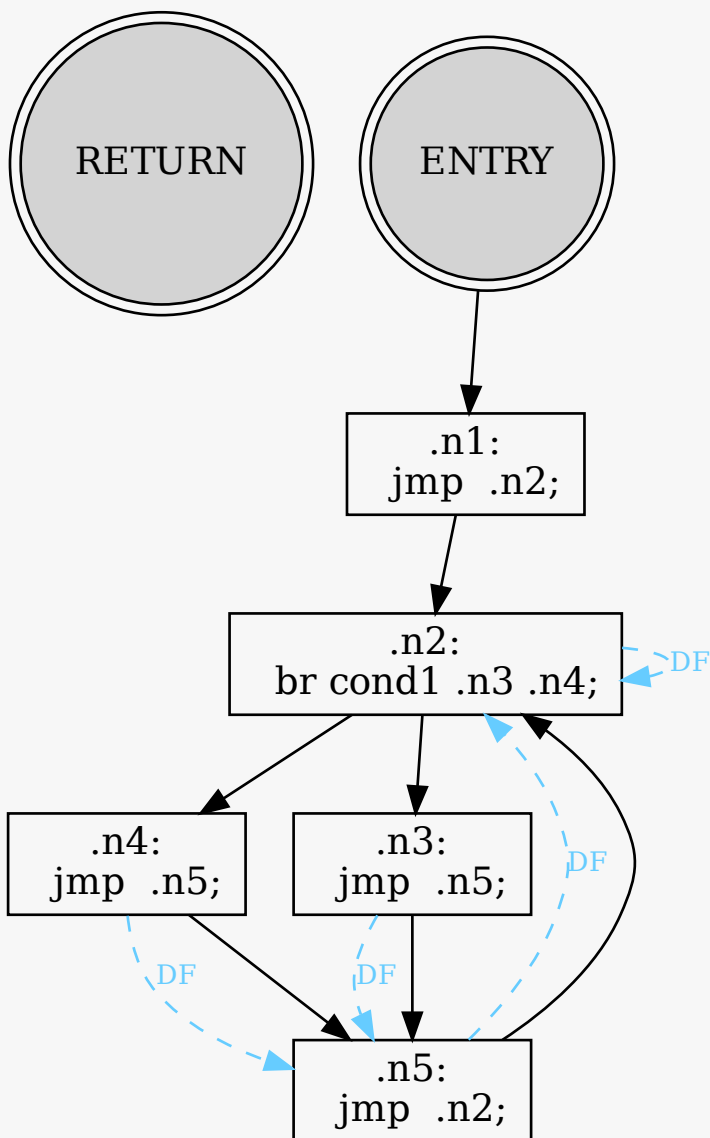 RETURN
ENTRY
.n1:
jmp  .n2;
.n2:
br cond1 .n3 .n4;
DF
.n4:
jmp  .n5;
.n3:
jmp  .n5;
DF
DF
DF
.n5:
jmp  .n2;